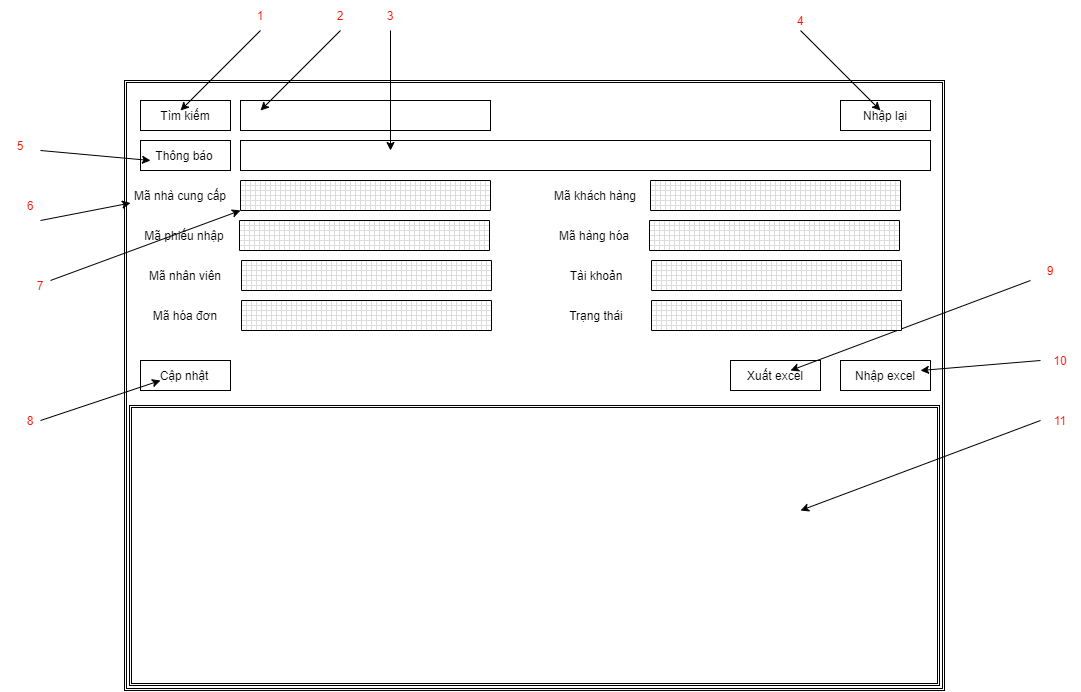 1
2
3
4
Tìm kiếm
Nhập lại
5
Thông báo
6
Mã nhà cung cấp
Mã khách hàng
Mã phiếu nhập
Mã hàng hóa
7
Mã nhân viên
Tài khoản
9
Mã hóa đơn
Trạng thái
8
Cập nhật
Xuất excel
Nhập excel
10
11